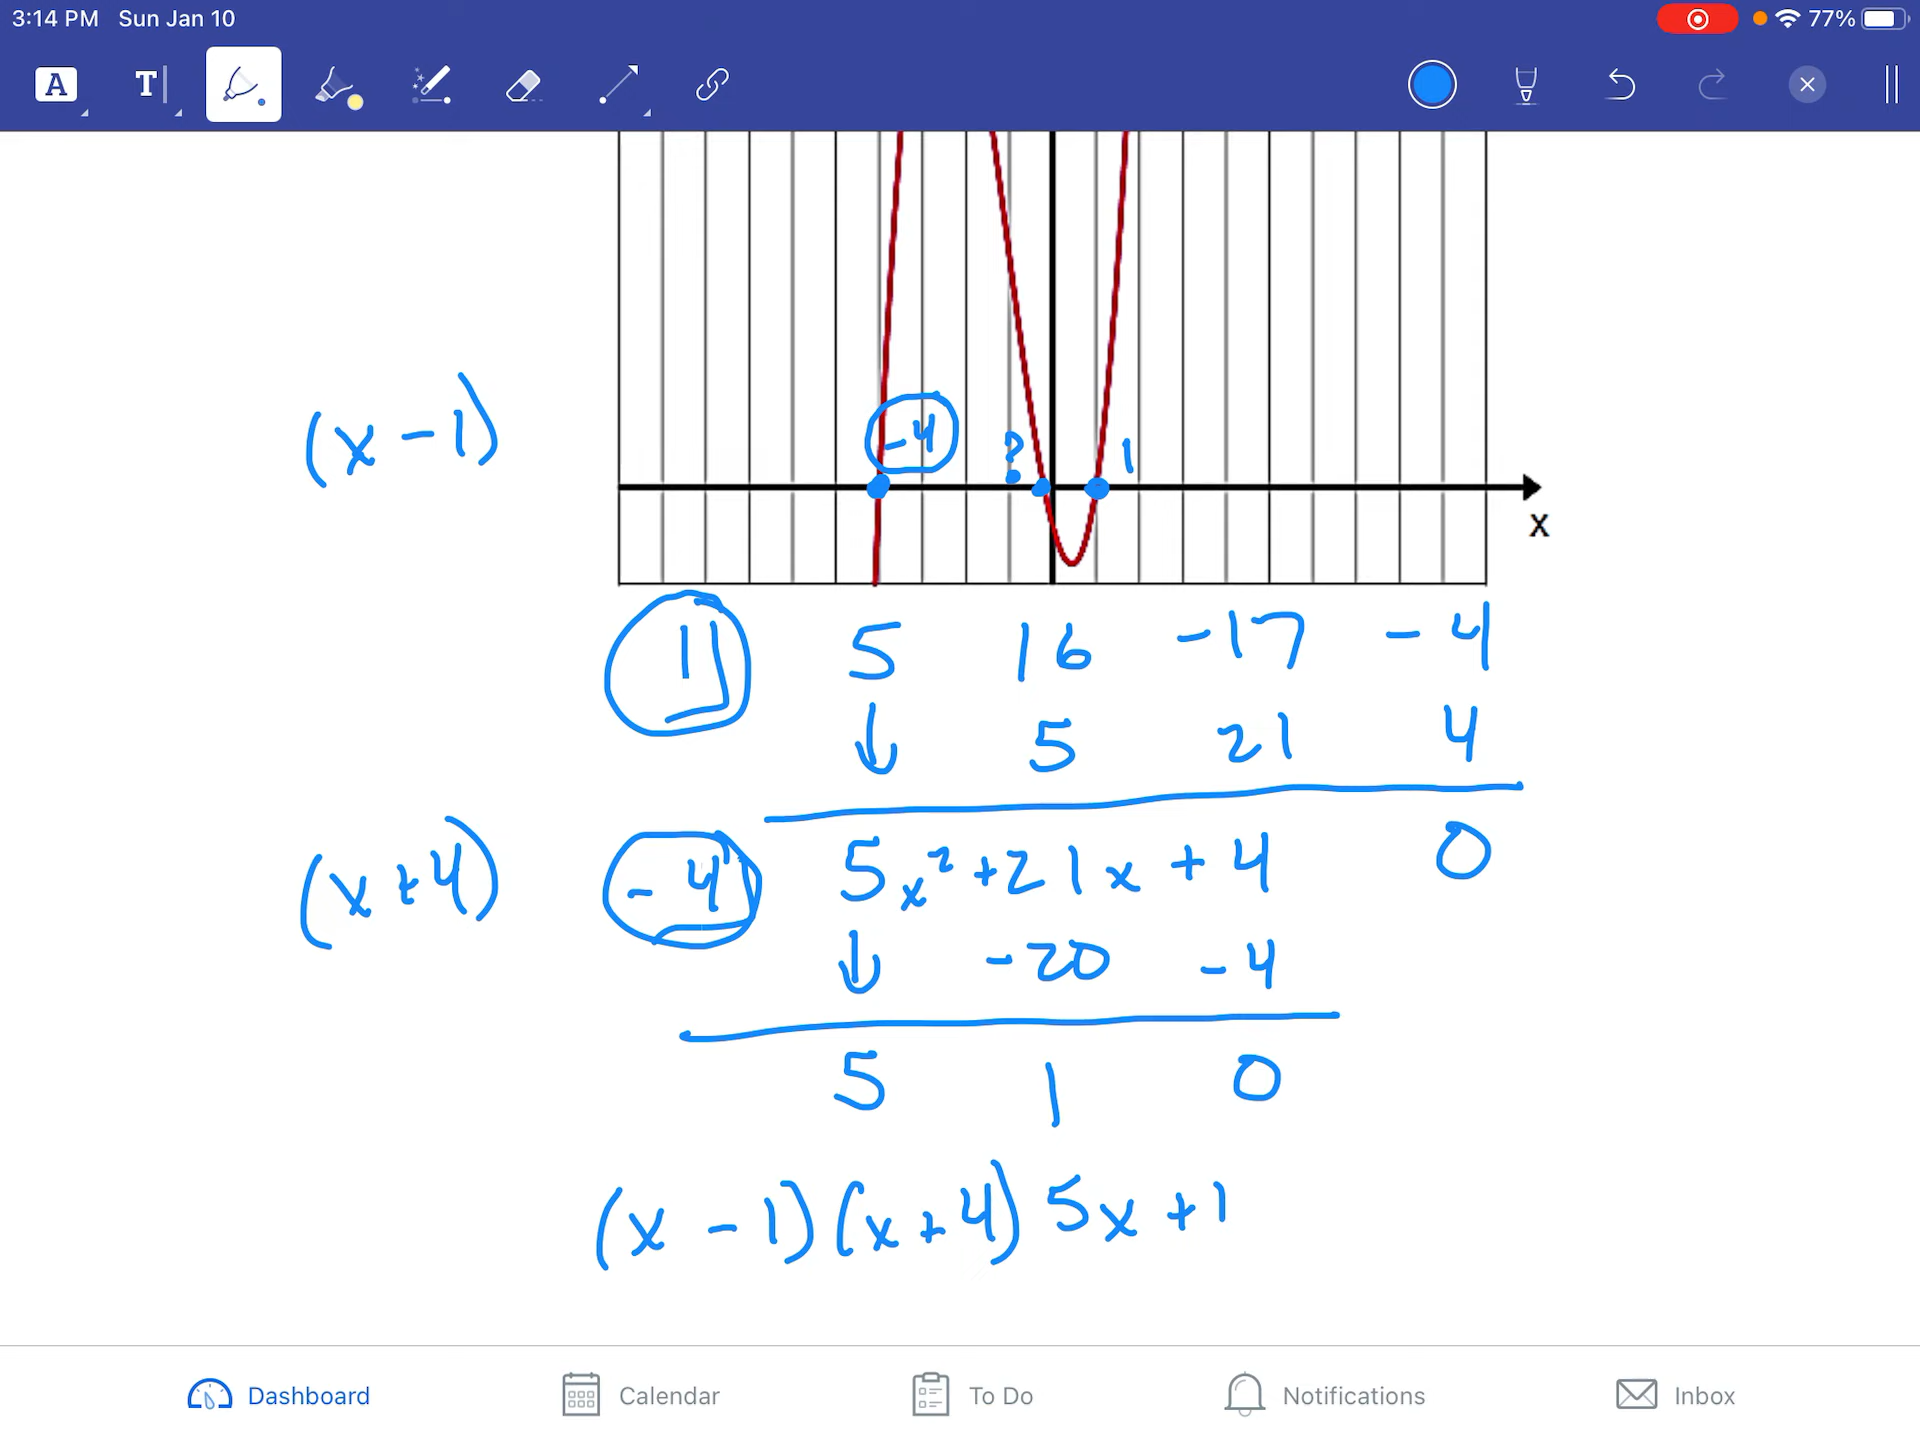 3:14 PM Sun Jan 10 77%
A T
(x - 1) -4 ? 1
X
1 5 16 -17 -4
↓ 5 21 4
(x + 4) -4 5x² + 21x + 4 0
↓ -20 -4
5 1 0
(x - 1)(x + 4) 5x + 1
Dashboard Calendar To Do Notifications Inbox